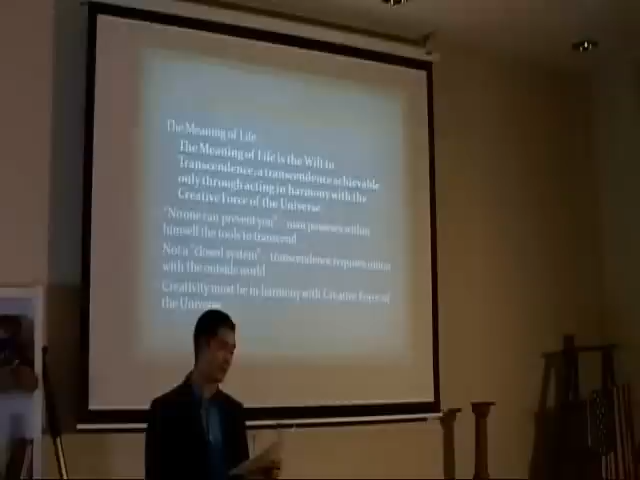 The Meaning of Life
The Meaning of Life is the Will to
Transcendence, a transcendence achievable
only through acting in harmony with the
Creative Force of the Universe
"No one can prevent you" - man possesses within
himself the tools to transcend
Not a "closed system" - transcendence requires union
with the outside world
Creativity must be in harmony with Creative Force of
the Universe